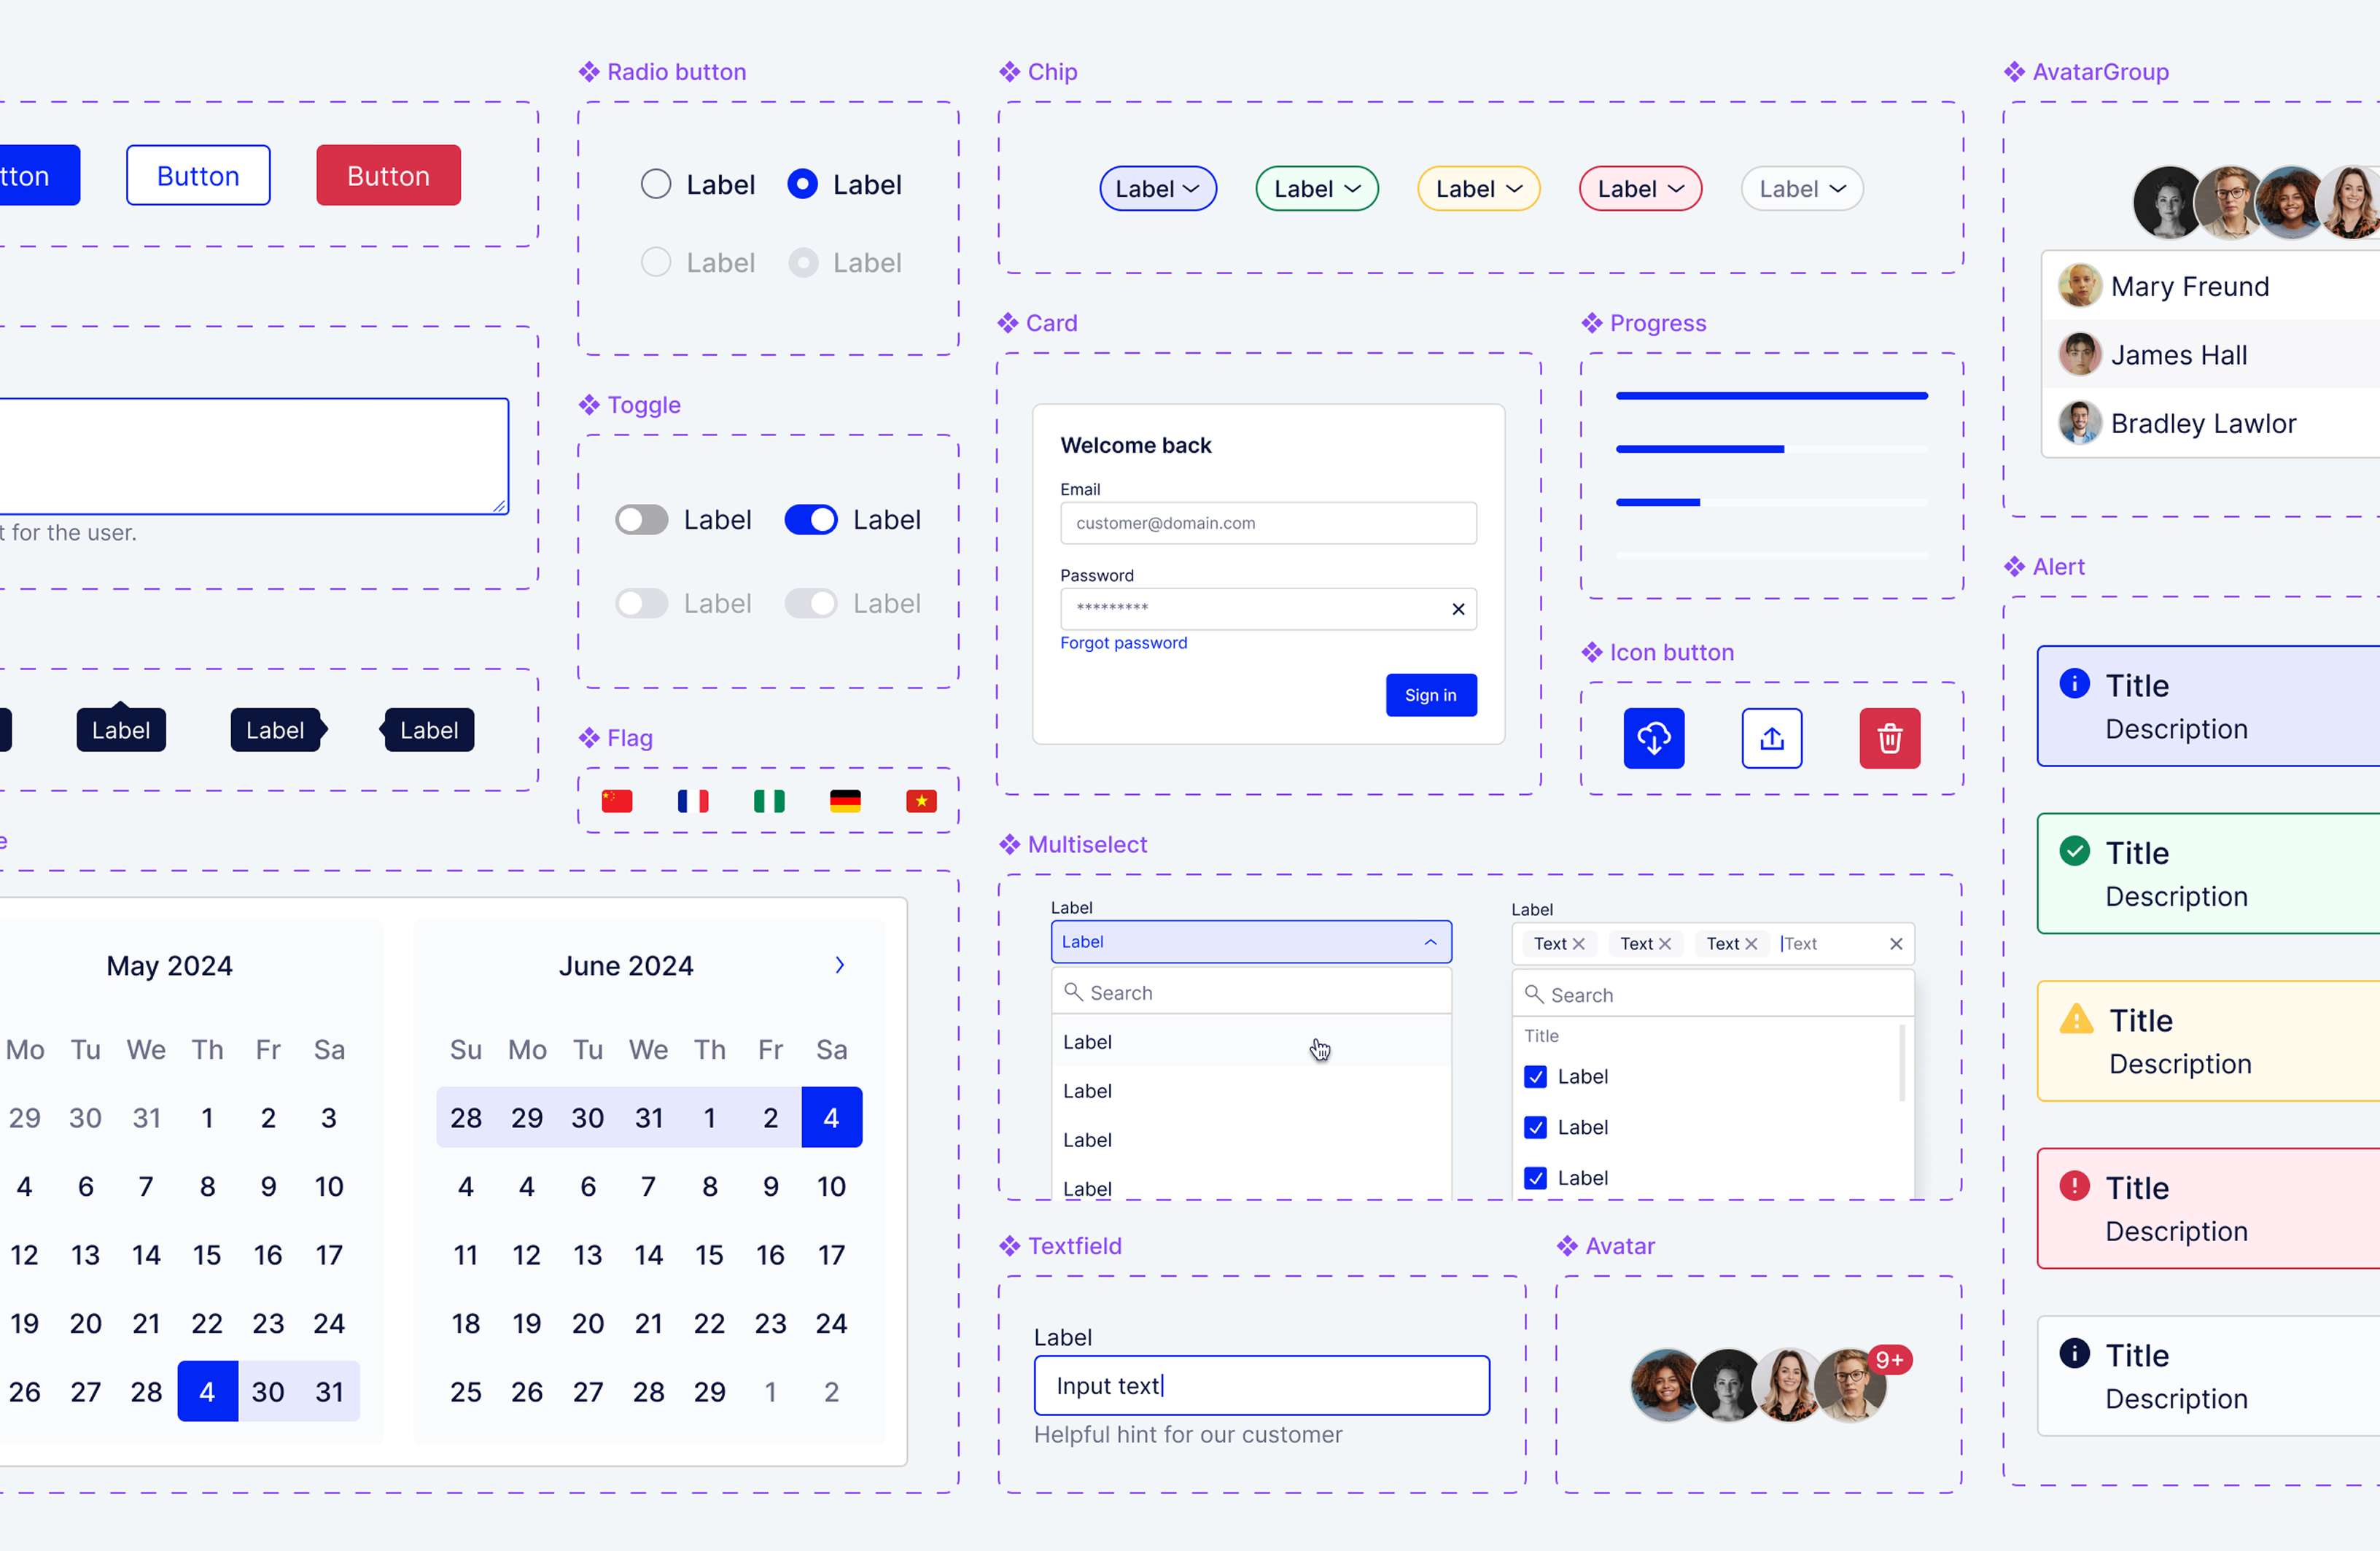 tton
Button
Button
t for the user.
Label
Label
Label
e
May 2024
Mo Tu We Th Fr Sa
29 30 31 1 2 3
4 6 7 8 9 10
12 13 14 15 16 17
19 20 21 22 23 24
26 27 28 4 30 31
June 2024
Su Mo Tu We Th Fr Sa
28 29 30 31 1 2 4
4 4 6 7 8 9 10
11 12 13 14 15 16 17
18 19 20 21 22 23 24
25 26 27 28 29 1 2
Radio button
Label
Label
Label
Label
Toggle
Label
Label
Label
Label
Flag
Chip
Label
Label
Label
Label
Label
Card
Welcome back
Email
customer@domain.com
Password
*********
Forgot password
Sign in
Progress
Icon button
Multiselect
Label
Label
Search
Label
Label
Label
Label
Label
Text
Text
Text
Text
Search
Title
Label
Label
Label
Textfield
Label
Input text
Helpful hint for our customer
Avatar
9+
AvatarGroup
Mary Freund
James Hall
Bradley Lawlor
Alert
Title
Description
Title
Description
Title
Description
Title
Description
Title
Description